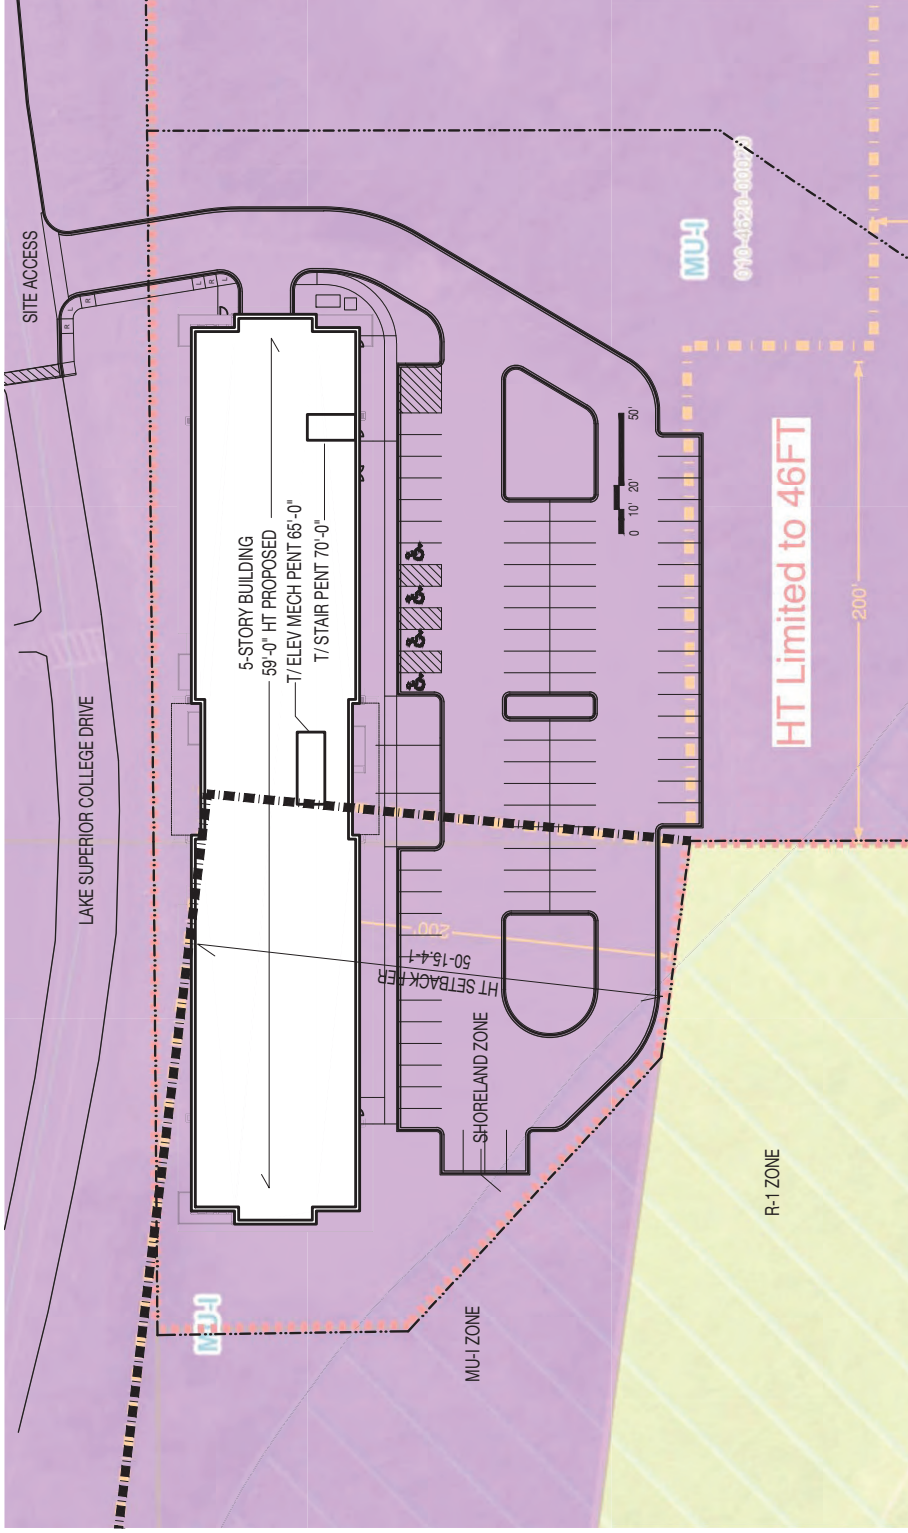 SITE ACCESS
LAKE SUPERIOR COLLEGE DRIVE
R L
R
L
R
L
5-STORY BUILDING
59'-0" HT PROPOSED
T/ ELEV MECH PENT 65'-0"
T/ STAIR PENT 70'-0"
HT SETBACK PER
50-15.4-1
200'
SHORELAND ZONE
0 10' 20' 50'
MU-I
HT Limited to 46FT
200'
MU-I
MU-I ZONE
R-1 ZONE